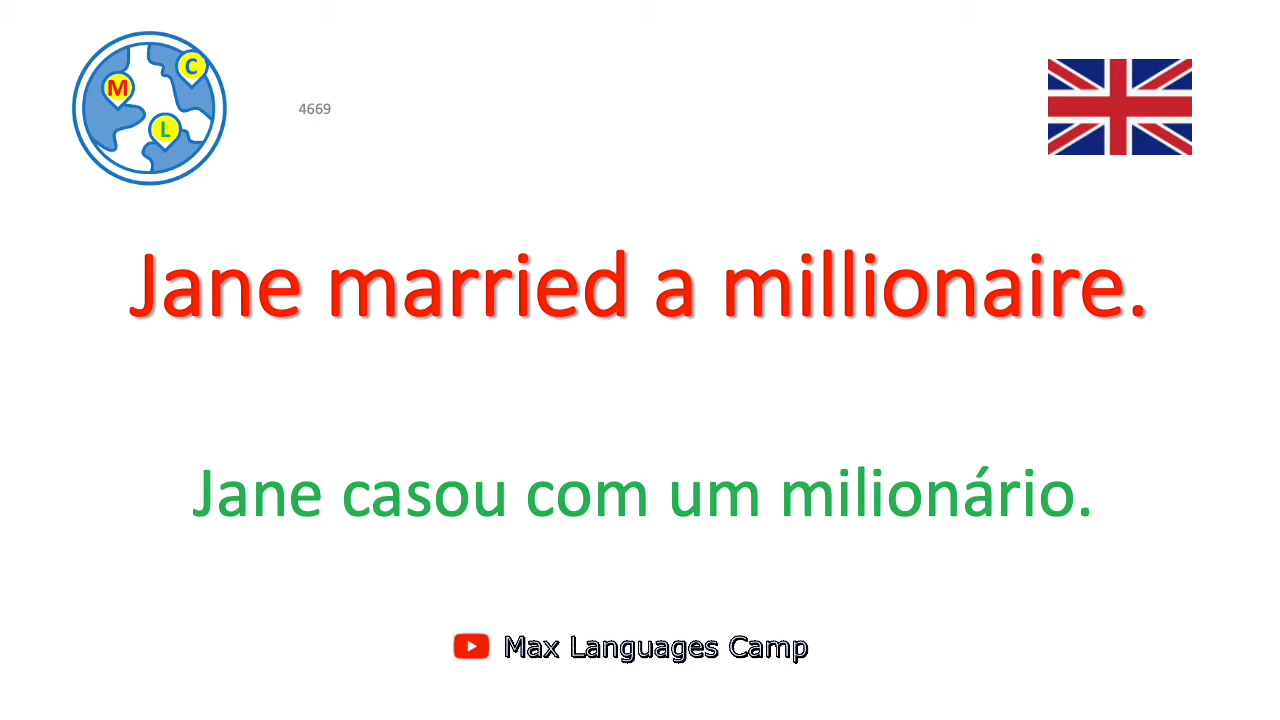 M
C
L
4669
Jane married a millionaire.
Jane casou com um milionário.
Max Languages Camp